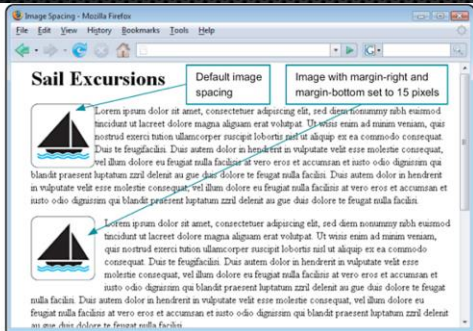 Image Spacing - Mozilla Firefox
File Edit View History Bookmarks Tools Help
Sail Excursions
Default image
spacing
Image with margin-right and
margin-bottom set to 15 pixels
Lorem ipsum dolor sit amet, consectetuer adipiscing elit, sed diem nonummy nibh euismod
tincidunt ut lacreet dolore magna aliguam erat volutpat. Ut wisis enim ad minim veniam, quis
nostrud exerci tution ullamcorper suscipit lobortis nisl ut aliquip ex ea commodo consequat.
Duis te feugifacilisi. Duis autem dolor in hendrerit in vulputate velit esse molestie consequat,
vel illum dolore eu feugiat nulla facilisis at vero eros et accumsan et iusto odio dignissim qui
blandit praesent luptatum zzril delenit au gue duis dolore te feugat nulla facilisi. Duis autem dolor in hendrerit
in vulputate velit esse molestie consequat, vel illum dolore eu feugiat nulla facilisis at vero eros et accumsan et
iusto odio dignissim qui blandit praesent luptatum zzril delenit au gue duis dolore te feugat nulla facilisi.
Lorem ipsum dolor sit amet, consectetuer adipiscing elit, sed diem nonummy nibh euismod
tincidunt ut lacreet dolore magna aliguam erat volutpat. Ut wisis enim ad minim veniam,
quis nostrud exerci tution ullamcorper suscipit lobortis nisl ut aliquip ex ea commodo
consequat. Duis te feugifacilisi. Duis autem dolor in hendrerit in vulputate velit esse
molestie consequat, vel illum dolore eu feugiat nulla facilisis at vero eros et accumsan et
iusto odio dignissim qui blandit praesent luptatum zzril delenit au gue duis dolore te feugat
nulla facilisi. Duis autem dolor in hendrerit in vulputate velit esse molestie consequat, vel illum dolore eu
feugiat nulla facilisis at vero eros et accumsan et iusto odio dignissim qui blandit praesent luptatum zzril delenit
au gue duis dolore te feugat nulla facilisi